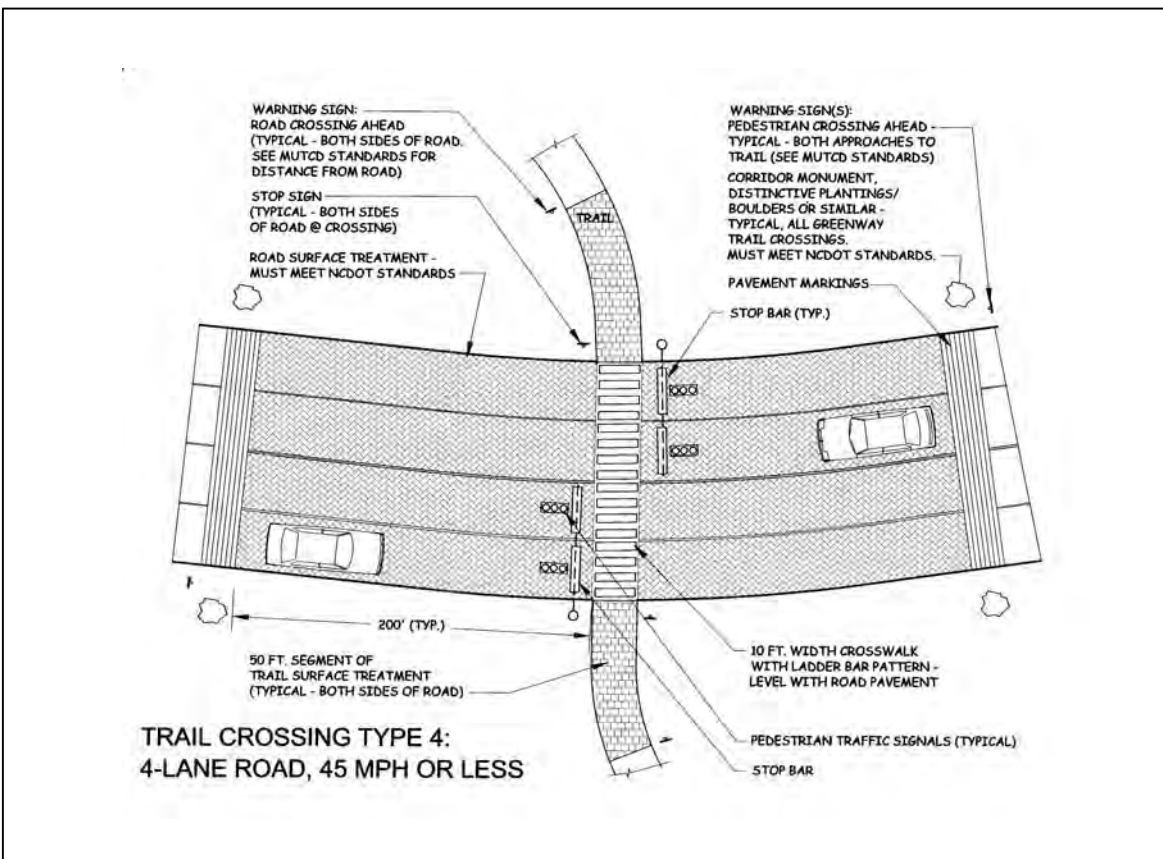 WARNING SIGN:
ROAD CROSSING AHEAD
(TYPICAL - BOTH SIDES OF ROAD.
SEE MUTCD STANDARDS FOR
DISTANCE FROM ROAD)
STOP SIGN
(TYPICAL - BOTH SIDES
OF ROAD @ CROSSING)
ROAD SURFACE TREATMENT -
MUST MEET NCDOT STANDARDS
TRAIL
WARNING SIGN(S):
PEDESTRIAN CROSSING AHEAD -
TYPICAL - BOTH APPROACHES TO
TRAIL (SEE MUTCD STANDARDS)
CORRIDOR MONUMENT,
DISTINCTIVE PLANTINGS/
BOULDERS OR SIMILAR -
TYPICAL, ALL GREENWAY
TRAIL CROSSINGS.
MUST MEET NCDOT STANDARDS.
PAVEMENT MARKINGS
STOP BAR (TYP.)
200' (TYP.)
50 FT. SEGMENT OF
TRAIL SURFACE TREATMENT
(TYPICAL - BOTH SIDES OF ROAD)
10 FT. WIDTH CROSSWALK
WITH LADDER BAR PATTERN -
LEVEL WITH ROAD PAVEMENT
PEDESTRIAN TRAFFIC SIGNALS (TYPICAL)
STOP BAR
TRAIL CROSSING TYPE 4:
4-LANE ROAD, 45 MPH OR LESS